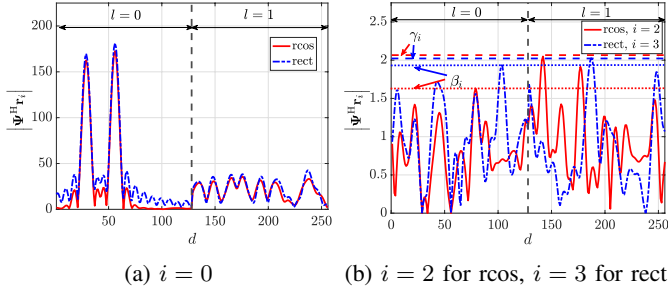 l = 0
l = 1
200
150
100
50
0
|Ψ^H r_i|
rcos
rect
0
50
100
150
200
250
d
(a) i = 0
l = 0
l = 1
2.5
2
1.5
1
0.5
0
|Ψ^H r_i|
γ_i
β_i
rcos, i = 2
rect, i = 3
0
50
100
150
200
250
d
(b) i = 2 for rcos, i = 3 for rect